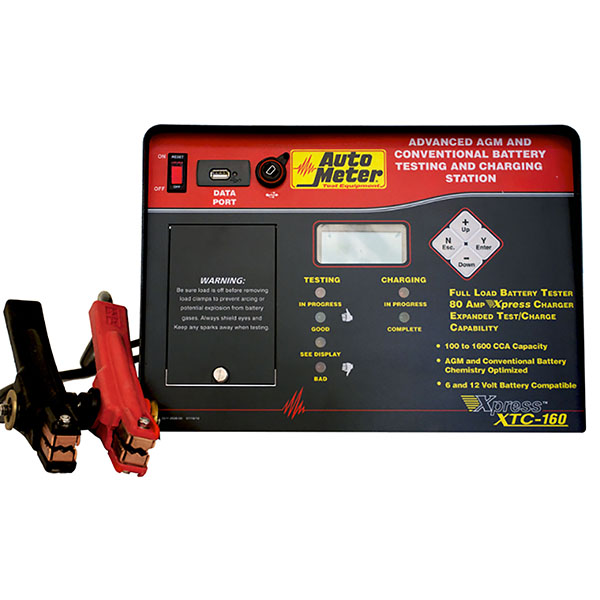 ON
RESET
OFF
OFF
DATA
PORT
Auto
Meter
Test Equipment
ADVANCED AGM AND
CONVENTIONAL BATTERY
TESTING AND CHARGING
STATION
+
Up
N
Esc.
Y
Enter
−
Down
WARNING:
Be sure load is off before removing
load clamps to prevent arcing or
potential explosion from battery
gases. Always shield eyes and
Keep any sparks away when testing.
TESTING
IN PROGRESS
GOOD
SEE DISPLAY
BAD
CHARGING
IN PROGRESS
COMPLETE
FULL LOAD BATTERY TESTER
80 AMP Xpress CHARGER
EXPANDED TEST/CHARGE
CAPABILITY
• 100 to 1600 CCA Capacity
• AGM and Conventional Battery
Chemistry Optimized
• 6 and 12 Volt Battery Compatible
Xpress™
XTC-160